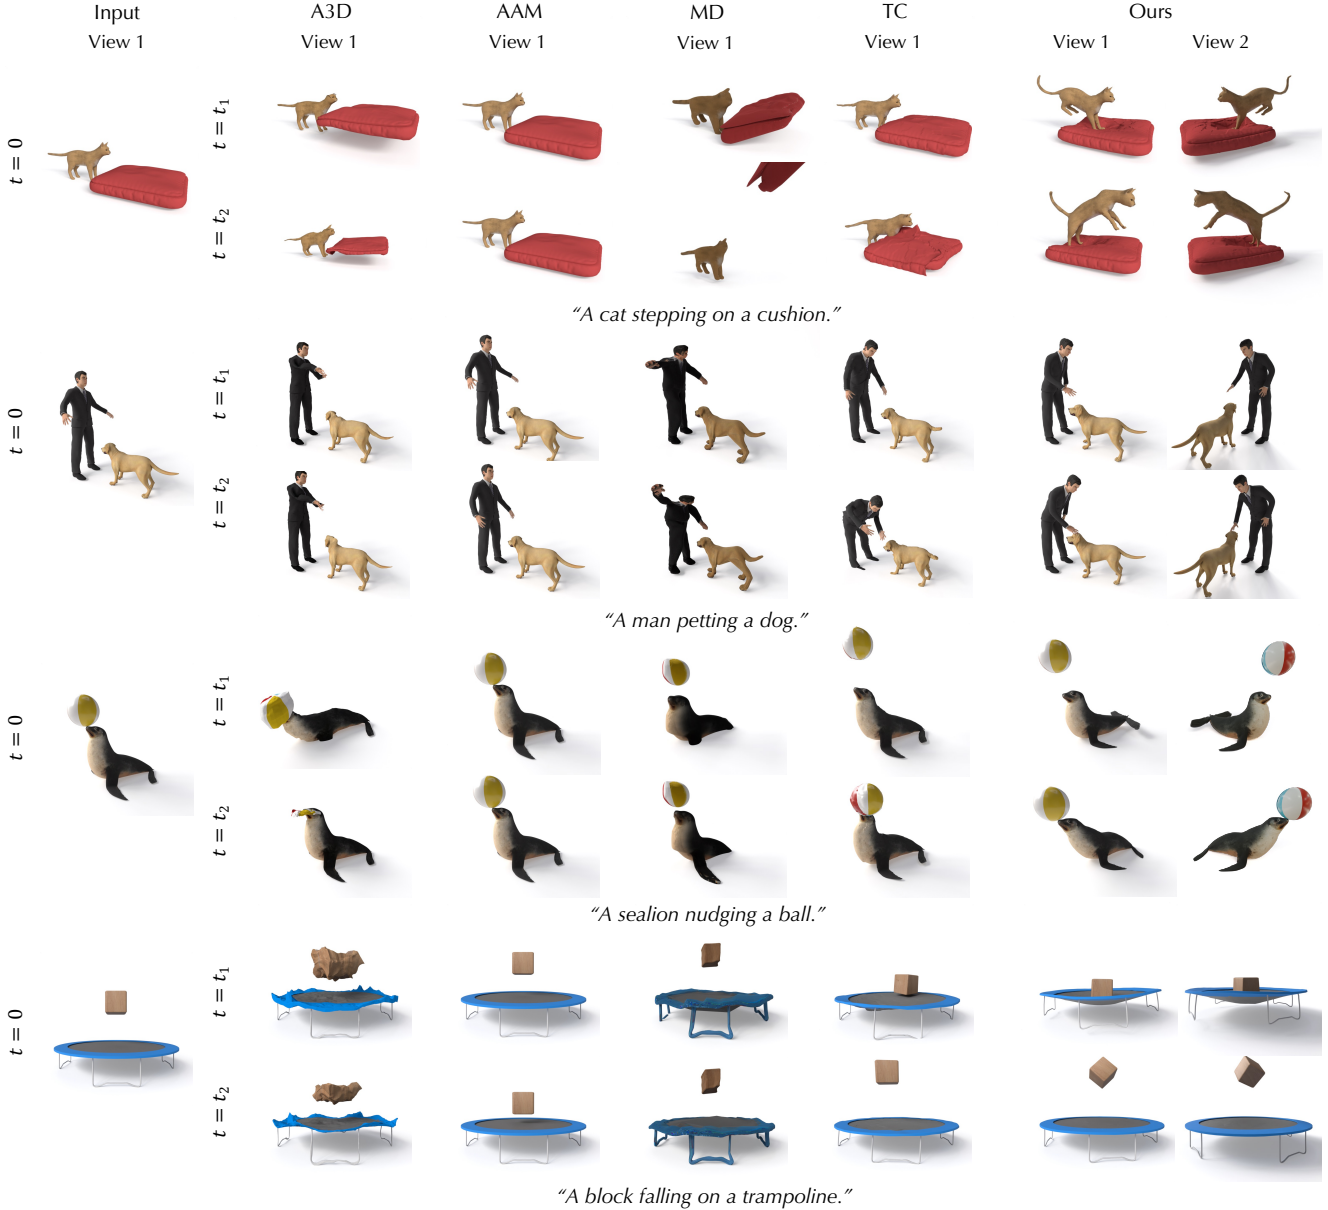 Input A3D AAM MD TC Ours
View 1 View 1 View 1 View 1 View 1 View 1 View 2
t = 0
t = t₁
t = t₂
“A cat stepping on a cushion.”
t = 0
t = t₁
t = t₂
“A man petting a dog.”
t = 0
t = t₁
t = t₂
“A sealion nudging a ball.”
t = 0
t = t₁
t = t₂
“A block falling on a trampoline.”